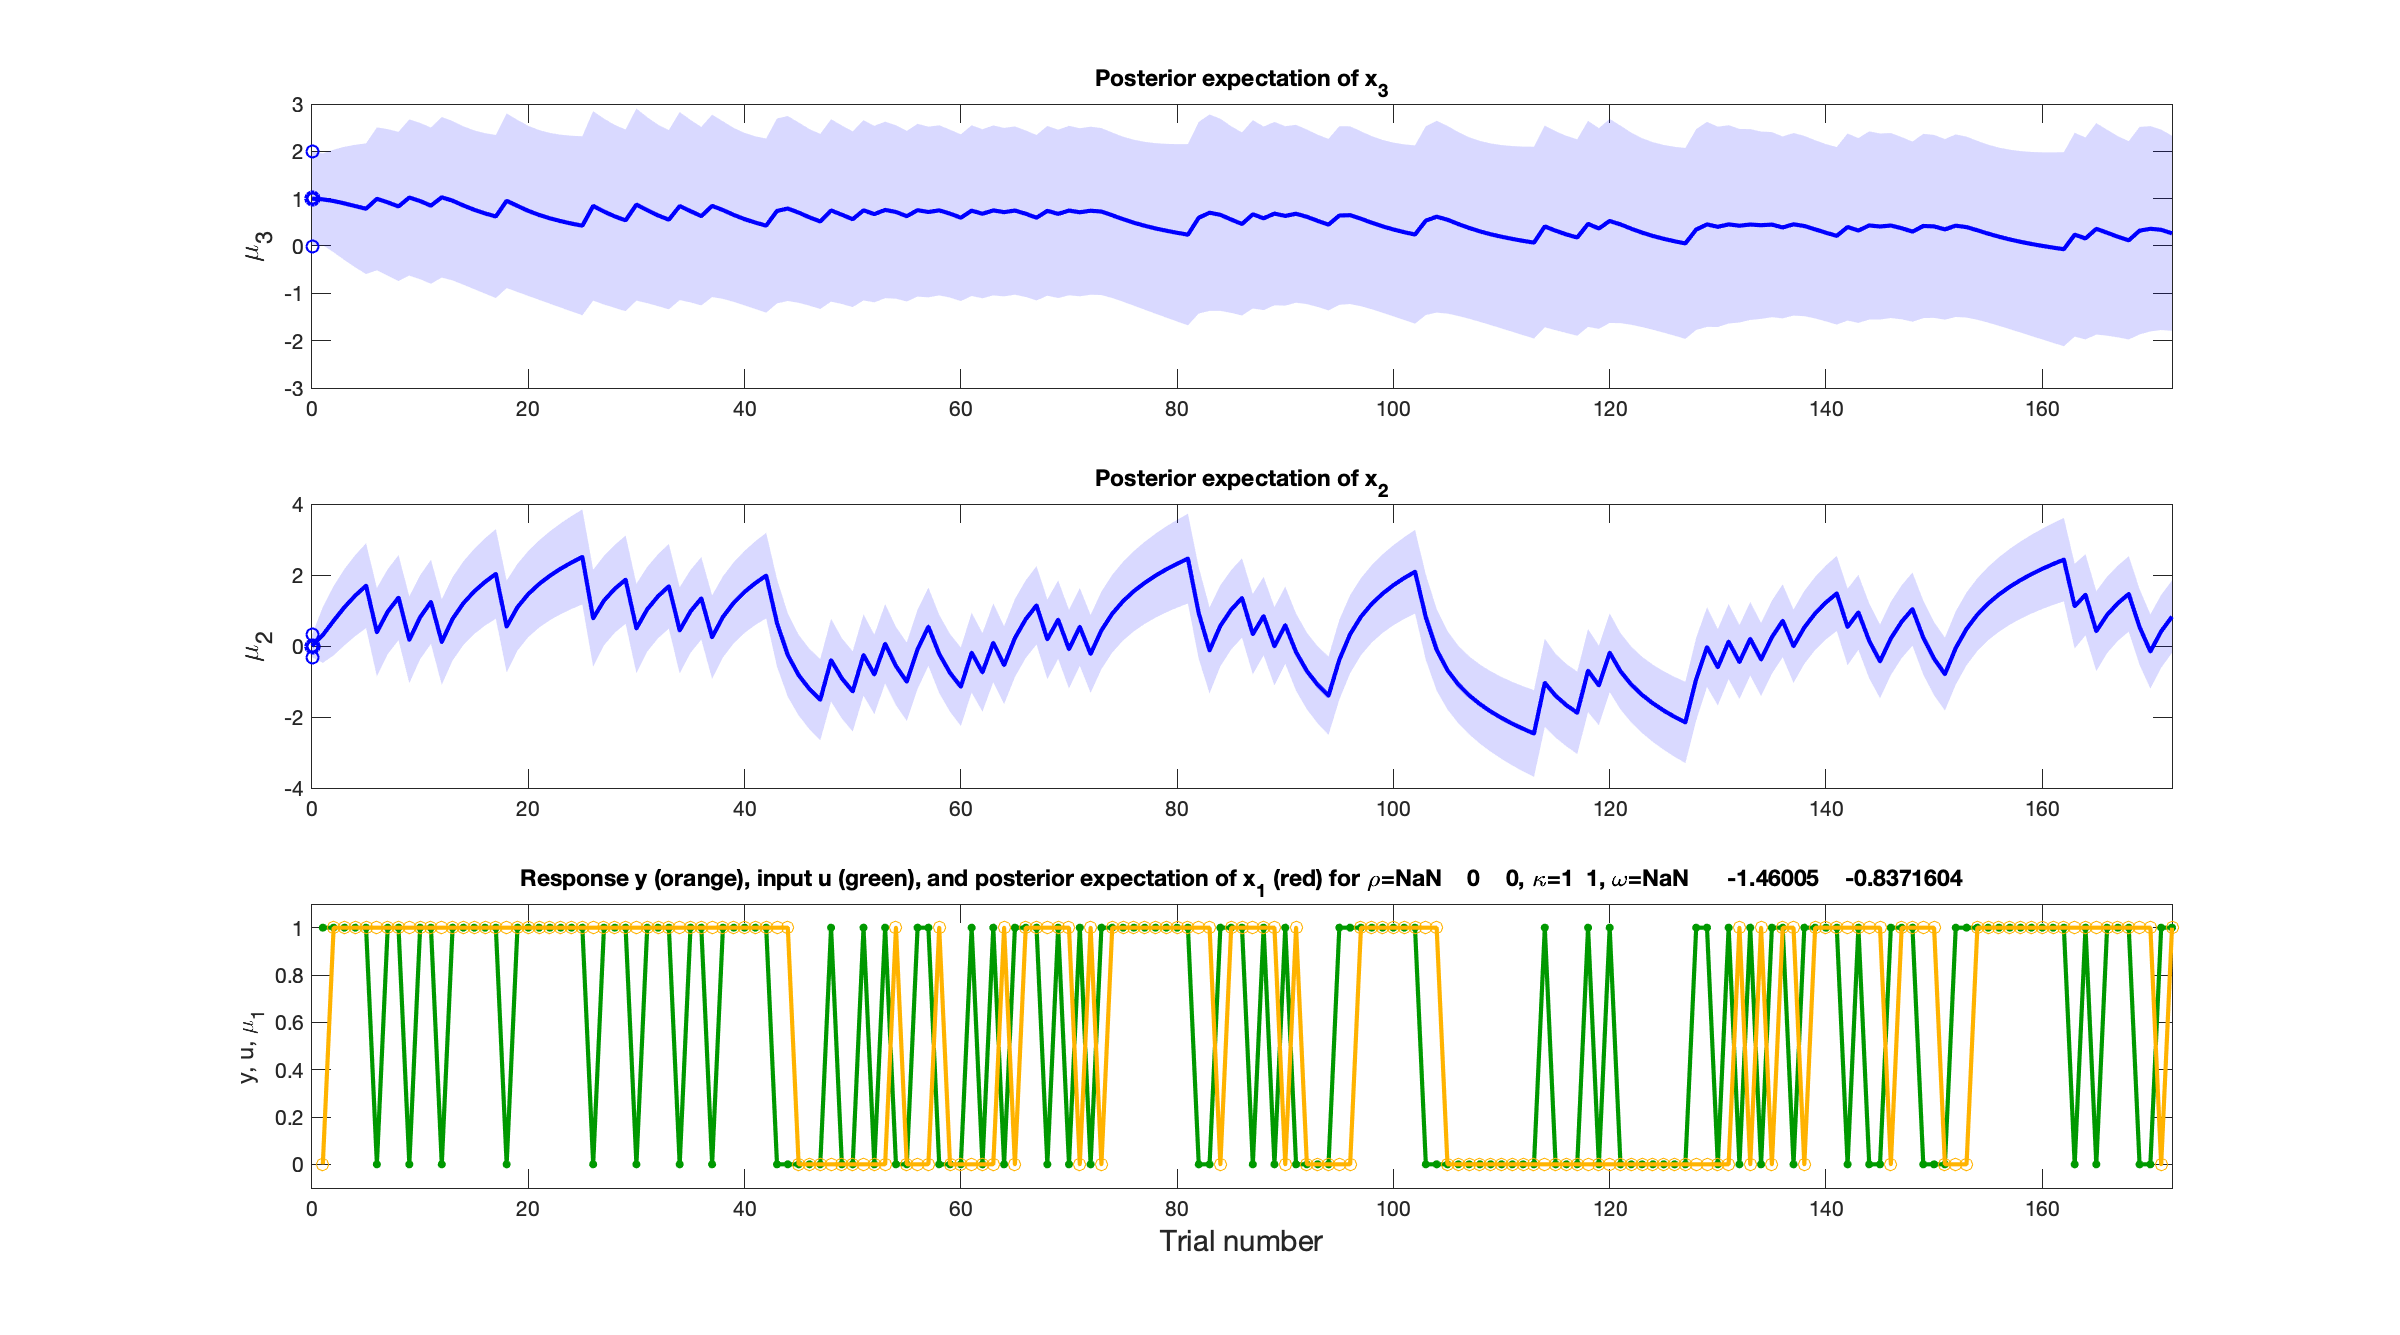 Posterior expectation of x3
3
2
1
0
-1
-2
-3
μ3
0 20 40 60 80 100 120 140 160
Posterior expectation of x2
4
2
0
-2
-4
μ2
0 20 40 60 80 100 120 140 160
Response y (orange), input u (green), and posterior expectation of x1 (red) for ρ=NaN 0 0, κ=1 1, ω=NaN -1.46005 -0.8371604
1
0.8
0.6
0.4
0.2
0
y, u, μ1
0 20 40 60 80 100 120 140 160
Trial number